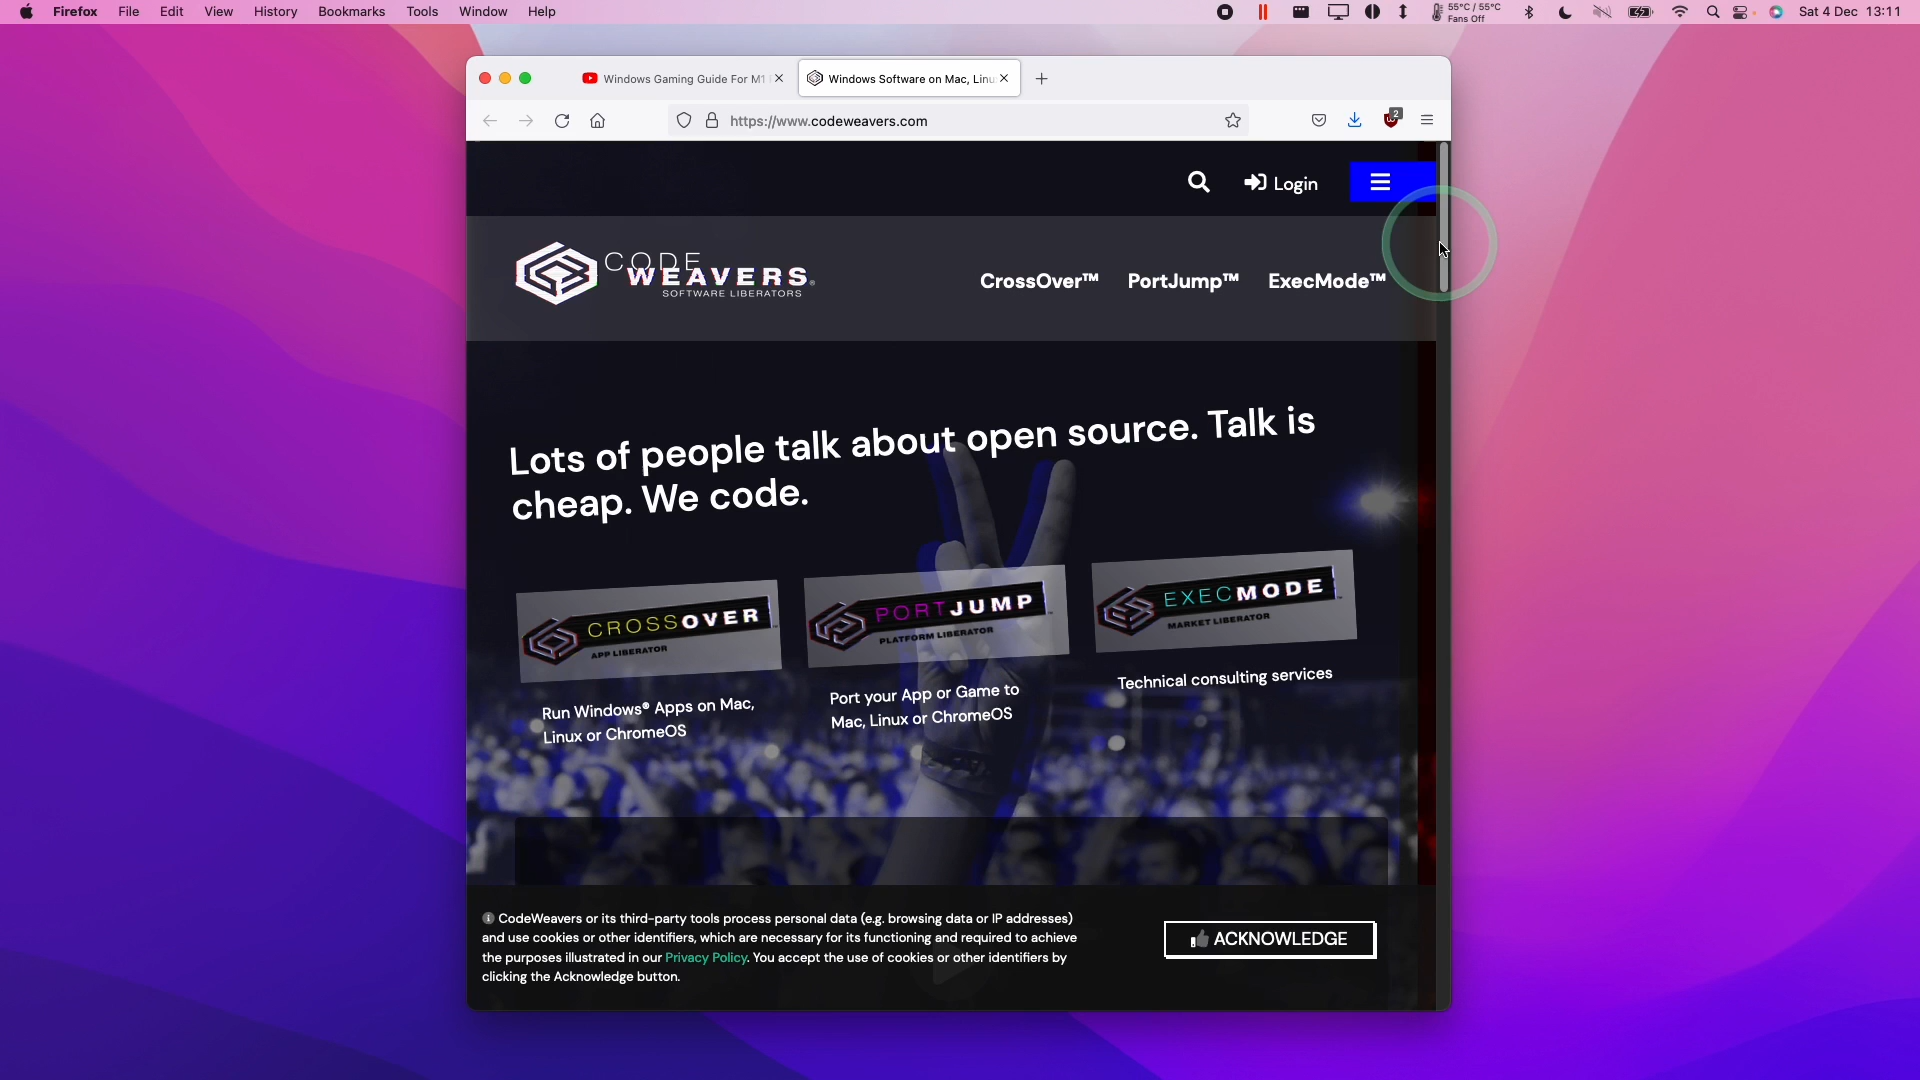 Firefox File Edit View History Bookmarks Tools Window Help
55°C / 55°C
Fans Off
Sat 4 Dec 13:11
Windows Gaming Guide For M1
Windows Software on Mac, Linu
https://www.codeweavers.com
2
Login
CODE
WEAVERS®
SOFTWARE LIBERATORS
CrossOver™ PortJump™ ExecMode™
Lots of people talk about open source. Talk is
cheap. We code.
CROSSOVER™
APP LIBERATOR
Run Windows® Apps on Mac,
Linux or ChromeOS
PORTJUMP™
PLATFORM LIBERATOR
Port your App or Game to
Mac, Linux or ChromeOS
EXECMODE™
MARKET LIBERATOR
Technical consulting services
CodeWeavers or its third-party tools process personal data (e.g. browsing data or IP addresses)
and use cookies or other identifiers, which are necessary for its functioning and required to achieve
the purposes illustrated in our Privacy Policy. You accept the use of cookies or other identifiers by
clicking the Acknowledge button.
ACKNOWLEDGE